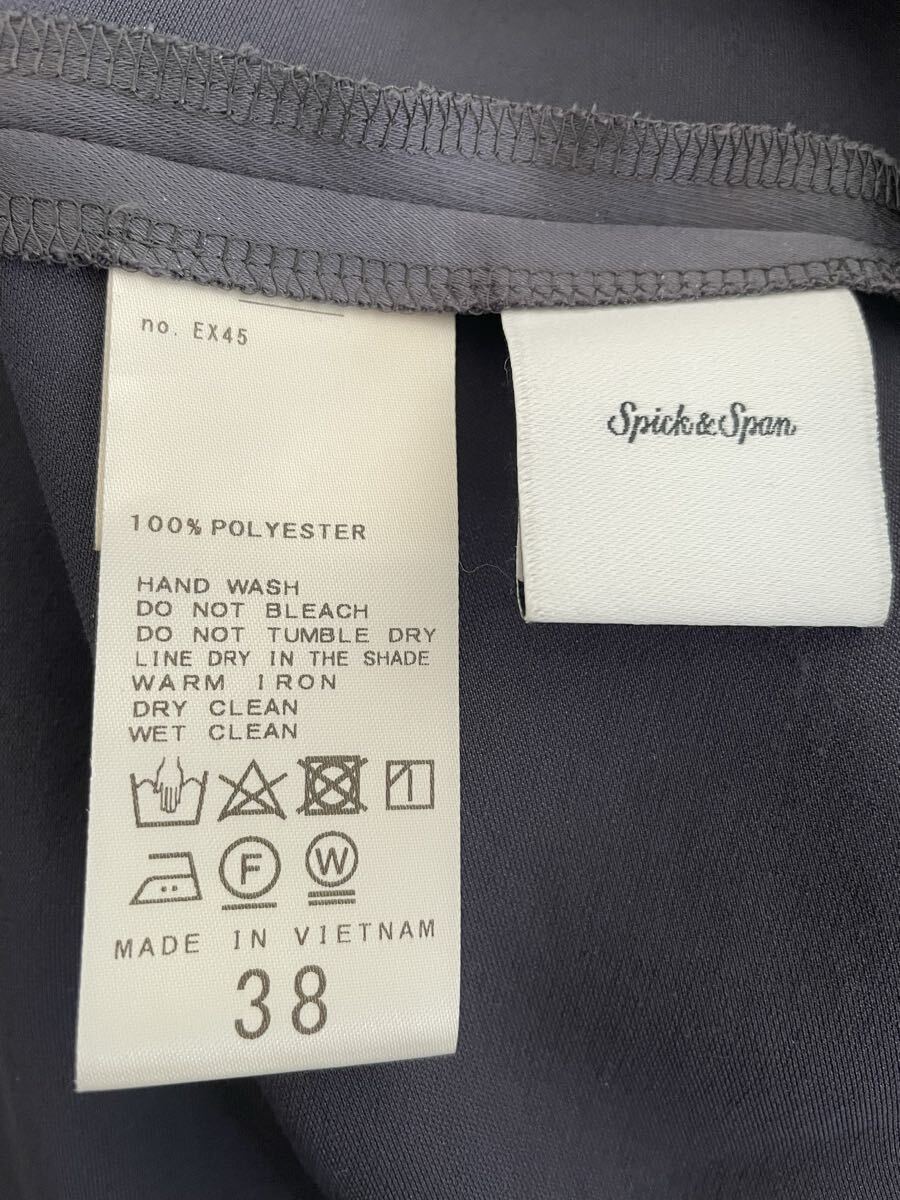 no. EX45
Spick&Span
100% POLYESTER
HAND WASH
DO NOT BLEACH
DO NOT TUMBLE DRY
LINE DRY IN THE SHADE
WARM IRON
DRY CLEAN
WET CLEAN
F W
MADE IN VIETNAM
38